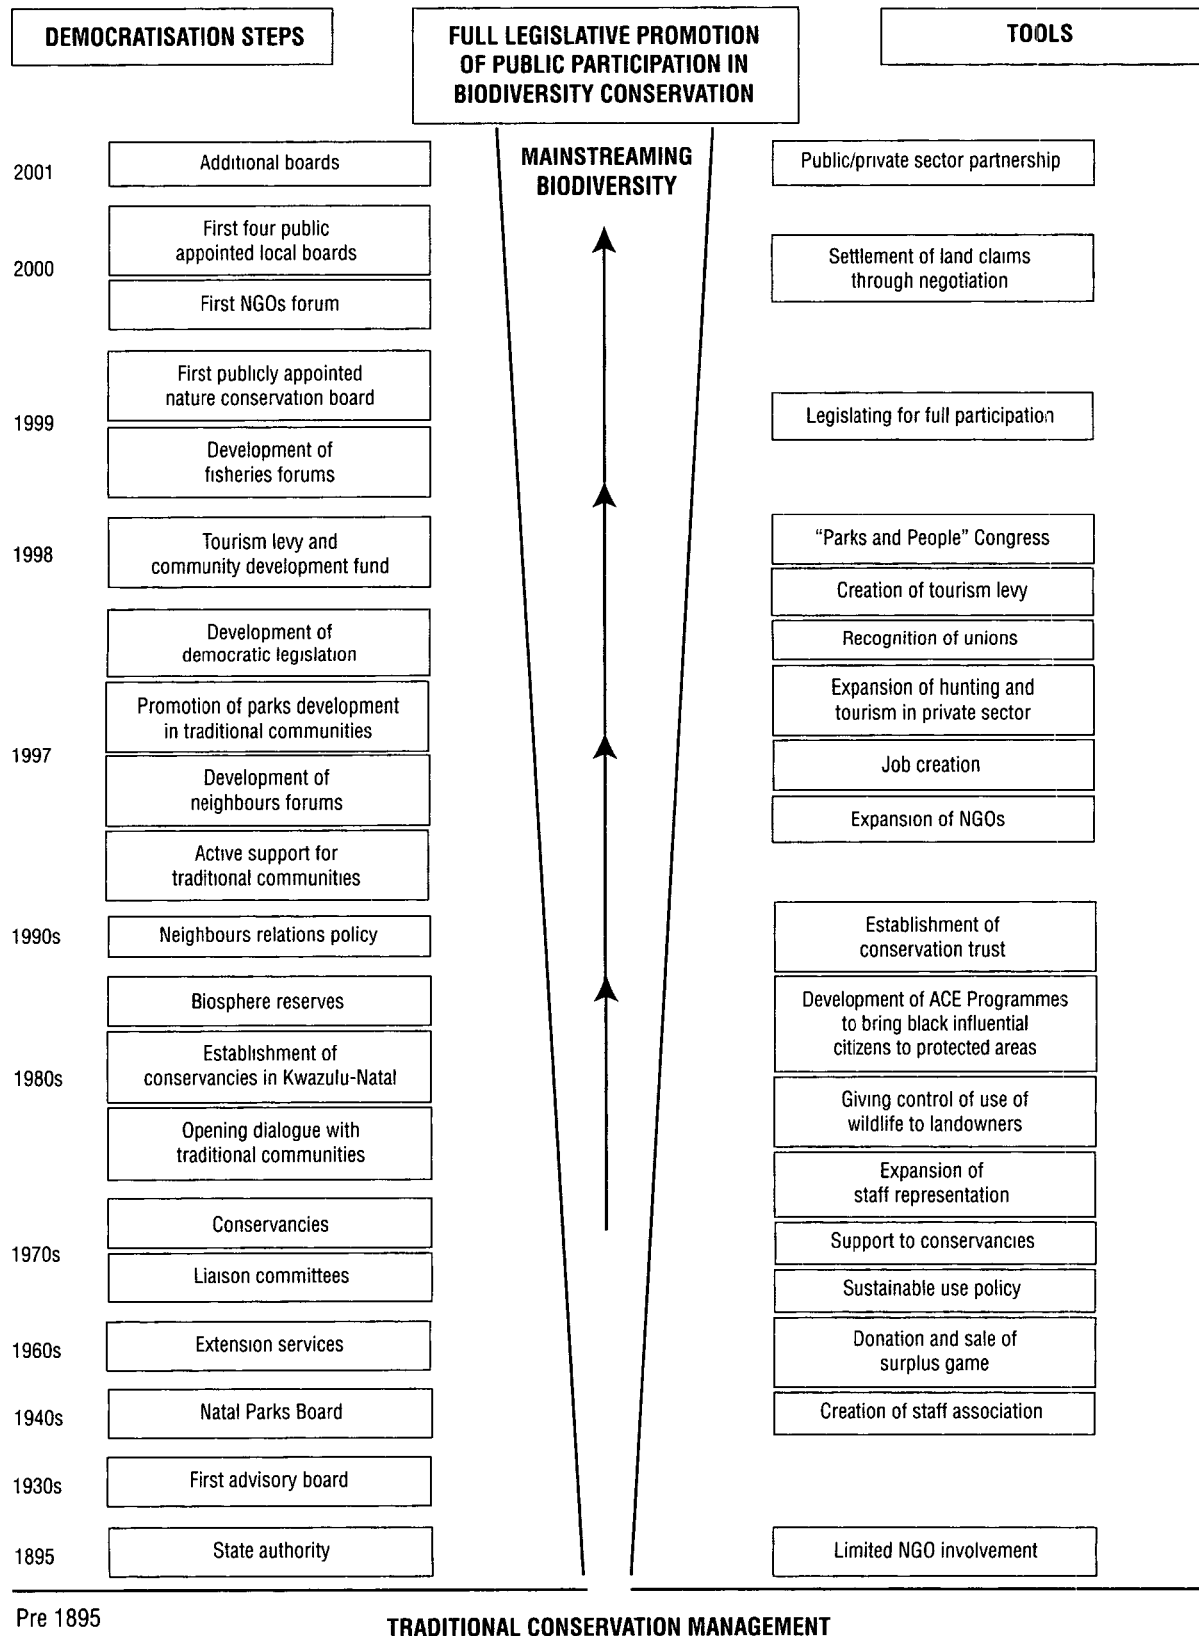 DEMOCRATISATION STEPS
FULL LEGISLATIVE PROMOTION
OF PUBLIC PARTICIPATION IN
BIODIVERSITY CONSERVATION
TOOLS
MAINSTREAMING
BIODIVERSITY
2001
Additional boards
Public/private sector partnership
2000
First four public
appointed local boards
First NGOs forum
Settlement of land claims
through negotiation
1999
First publicly appointed
nature conservation board
Development of
fisheries forums
Legislating for full participation
1998
Tourism levy and
community development fund
"Parks and People" Congress
Creation of tourism levy
1997
Development of
democratic legislation
Promotion of parks development
in traditional communities
Development of
neighbours forums
Active support for
traditional communities
Recognition of unions
Expansion of hunting and
tourism in private sector
Job creation
Expansion of NGOs
1990s
Neighbours relations policy
Establishment of
conservation trust
1980s
Biosphere reserves
Establishment of
conservancies in Kwazulu-Natal
Opening dialogue with
traditional communities
Development of ACE Programmes
to bring black influential
citizens to protected areas
Giving control of use of
wildlife to landowners
Expansion of
staff representation
1970s
Conservancies
Liaison committees
Support to conservancies
Sustainable use policy
1960s
Extension services
Donation and sale of
surplus game
1940s
Natal Parks Board
Creation of staff association
1930s
First advisory board
1895
State authority
Limited NGO involvement
Pre 1895
TRADITIONAL CONSERVATION MANAGEMENT